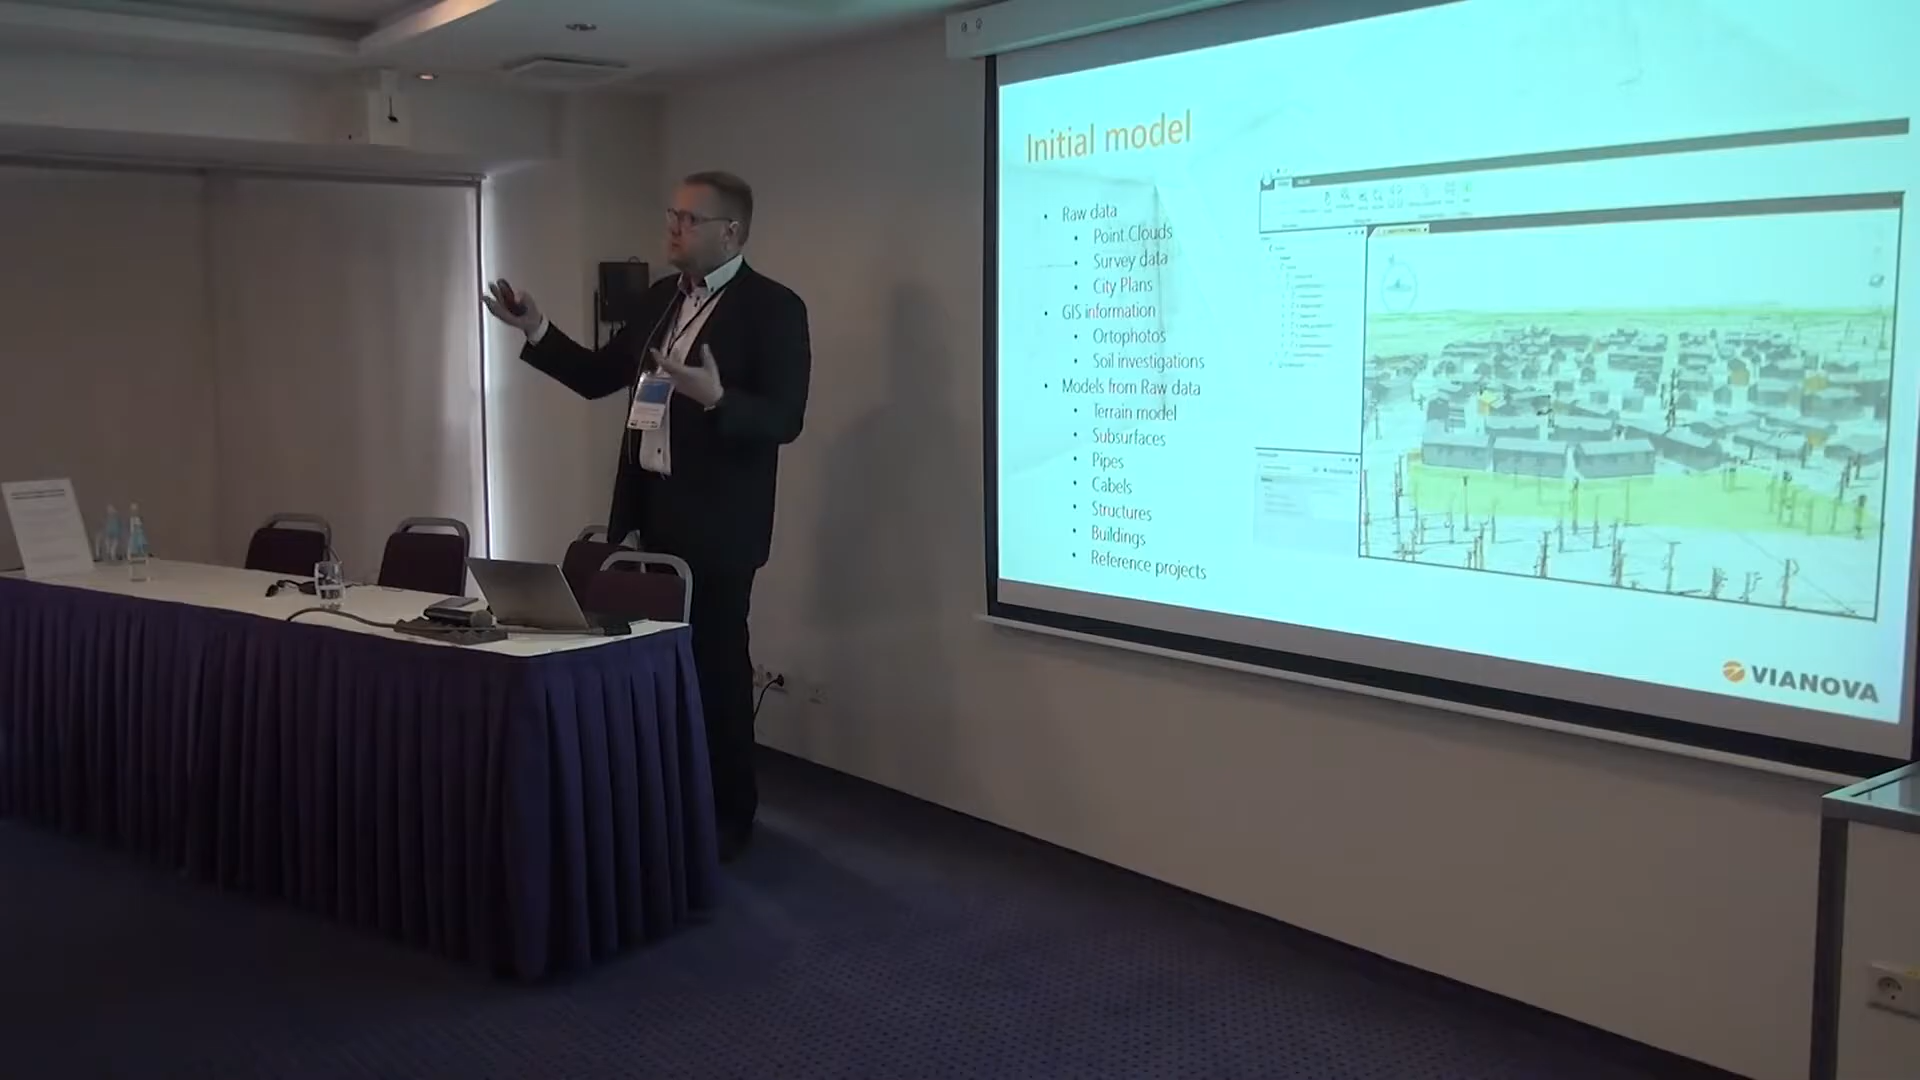 Initial model
• Raw data
• Point Clouds
• Survey data
• City Plans
• GIS information
• Ortophotos
• Soil investigations
• Models from Raw data
• Terrain model
• Subsurfaces
• Pipes
• Cabels
• Structures
• Buildings
• Reference projects
VIANOVA